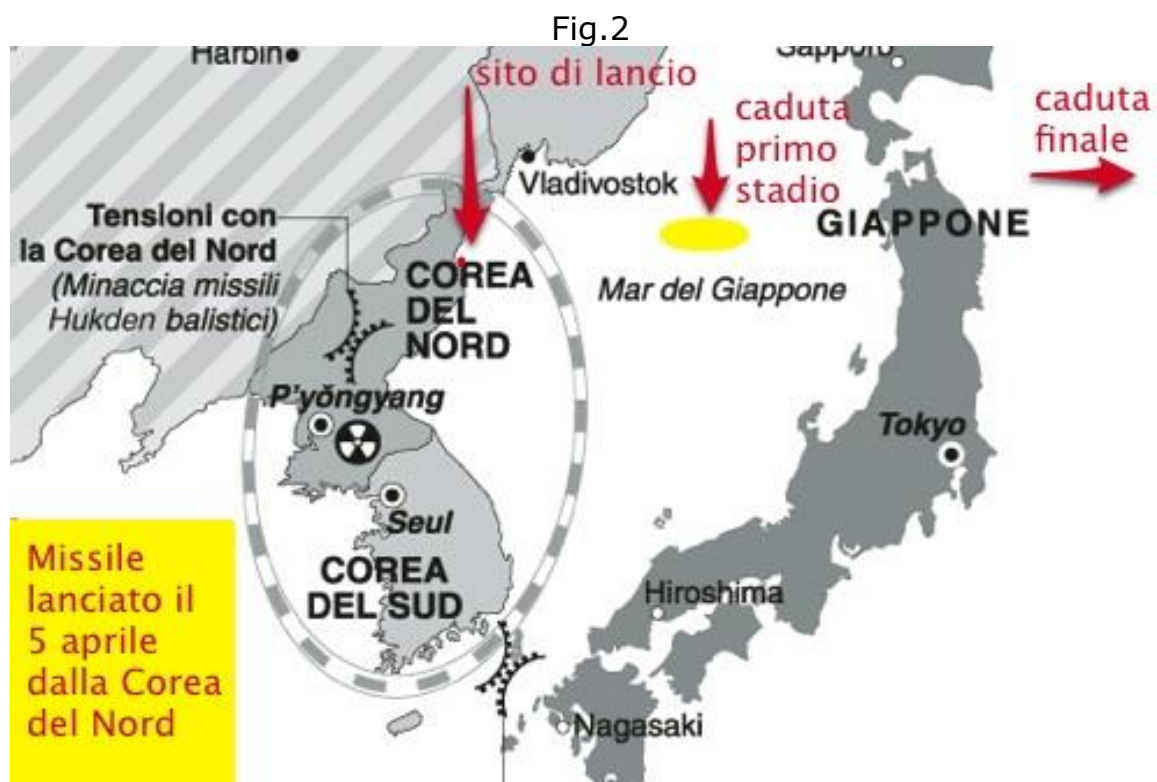 Fig.2
Harbin
sito di lancio
Sapporo
caduta
primo
stadio
caduta
finale
Vladivostok
Tensioni con
la Corea del Nord
(Minaccia missili
Hukden balistici)
COREA
DEL
NORD
GIAPPONE
Mar del Giappone
P'yŏngyang
Tokyo
Seul
COREA
DEL SUD
Hiroshima
Nagasaki
Missile
lanciato il
5 aprile
dalla Corea
del Nord